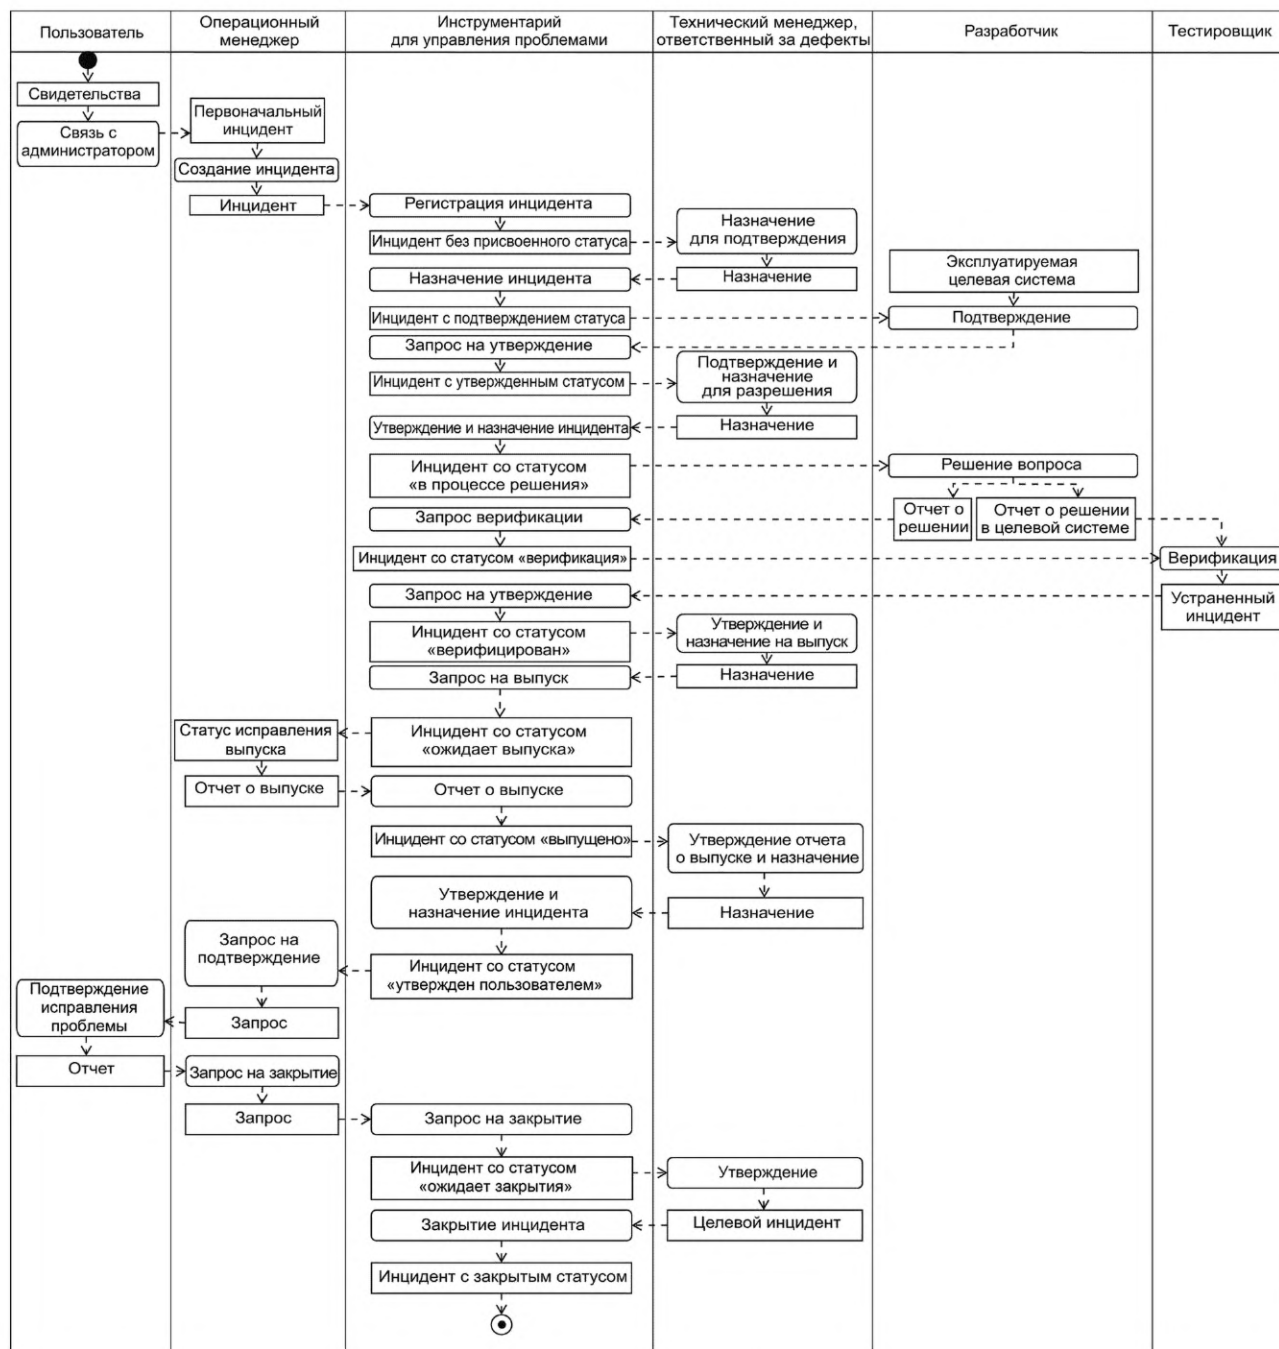 Пользователь
Операционный
менеджер
Инструментарий
для управления проблемами
Технический менеджер,
ответственный за дефекты
Разработчик
Тестировщик
Свидетельства
Связь с
администратором
Первоначальный
инцидент
Создание инцидента
Инцидент
Регистрация инцидента
Инцидент без присвоенного статуса
Назначение
для подтверждения
Назначение
Назначение инцидента
Эксплуатируемая
целевая система
Инцидент с подтверждением статуса
Подтверждение
Запрос на утверждение
Инцидент с утвержденным статусом
Подтверждение и
назначение
для разрешения
Назначение
Утверждение и назначение инцидента
Инцидент со статусом
«в процессе решения»
Решение вопроса
Отчет о
решении
Отчет о решении
в целевой системе
Запрос верификации
Инцидент со статусом «верификация»
Верификация
Устраненный
инцидент
Запрос на утверждение
Инцидент со статусом
«верифицирован»
Утверждение и
назначение на выпуск
Назначение
Запрос на выпуск
Инцидент со статусом
«ожидает выпуска»
Статус исправления
выпуска
Отчет о выпуске
Отчет о выпуске
Инцидент со статусом «выпущено»
Утверждение отчета
о выпуске и назначение
Назначение
Утверждение и
назначение инцидента
Инцидент со статусом
«утвержден пользователем»
Запрос на
подтверждение
Запрос
Подтверждение
исправления
проблемы
Отчет
Запрос на закрытие
Запрос
Запрос на закрытие
Инцидент со статусом
«ожидает закрытия»
Утверждение
Целевой инцидент
Закрытие инцидента
Инцидент с закрытым статусом